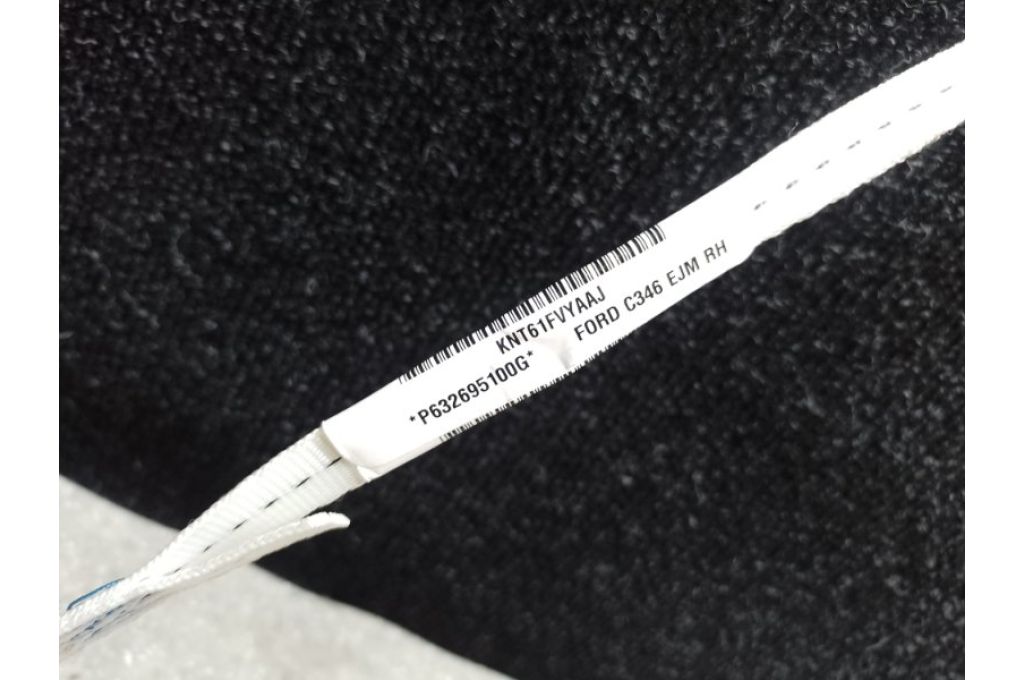 KNT61FVYAAJ
*P632695100G* FORD C346 EJM RH